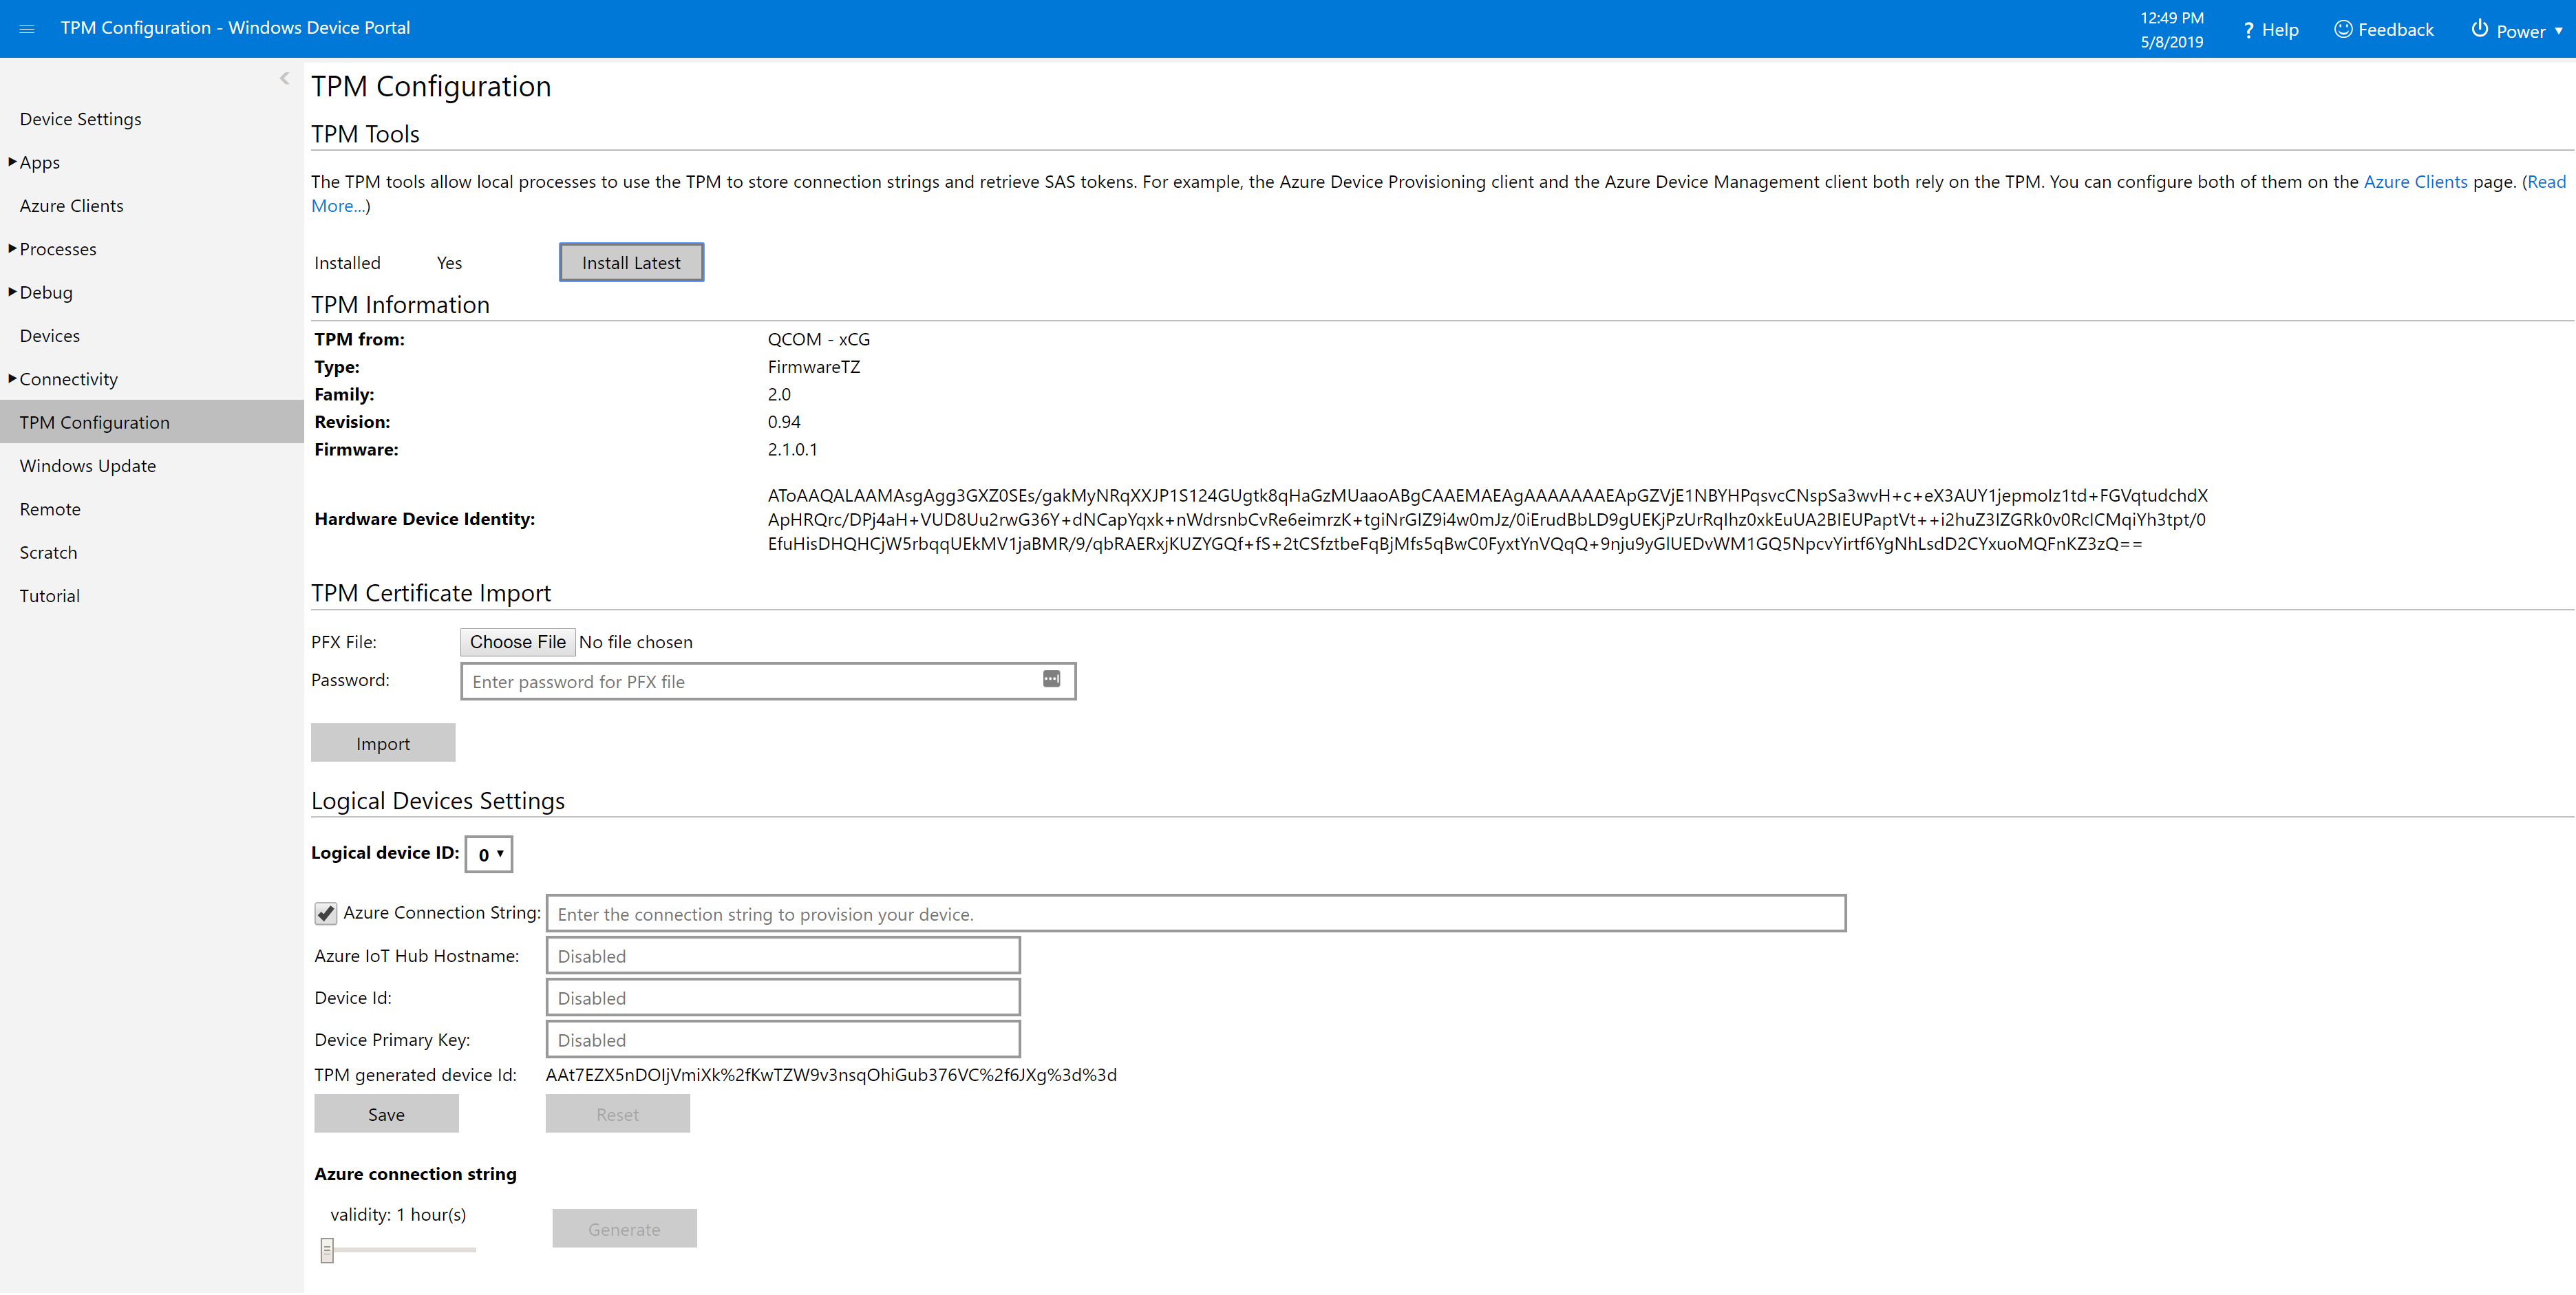 TPM Configuration - Windows Device Portal
12:49 PM
5/8/2019
? Help
Feedback
Power
Device Settings
Apps
Azure Clients
Processes
Debug
Devices
Connectivity
TPM Configuration
Windows Update
Remote
Scratch
Tutorial
TPM Configuration
TPM Tools
The TPM tools allow local processes to use the TPM to store connection strings and retrieve SAS tokens. For example, the Azure Device Provisioning client and the Azure Device Management client both rely on the TPM. You can configure both of them on the Azure Clients page. (Read
More...)
Installed Yes Install Latest
TPM Information
TPM from: QCOM - xCG
Type: FirmwareTZ
Family: 2.0
Revision: 0.94
Firmware: 2.1.0.1
Hardware Device Identity:
AToAAQALAAMAsgAgg3GXZ0SEs/gakMyNRqXXJP1S124GUgtk8qHaGzMUaaoABgCAAEMAEAgAAAAAAAEApGZVjE1NBYHPqsvcCNspSa3wvH+c+eX3AUY1jepmoIz1td+FGVqtudchdX
ApHRQrc/DPj4aH+VUD8Uu2rwG36Y+dNCapYqxk+nWdrsnbCvRe6eimrzK+tgiNrGIZ9i4w0mJz/0iErudBbLD9gUEKjPzUrRqIhz0xkEuUA2BIEUPaptVt++i2huZ3IZGRk0v0RcICMqiYh3tpt/0
EfuHisDHQHCjW5rbqqUEkMV1jaBMR/9/qbRAERxjKUZYGQf+fS+2tCSfztbeFqBjMfs5qBwC0FyxtYnVQqQ+9nju9yGlUEDvWM1GQ5NpcvYirtf6YgNhLsdD2CYxuoMQFnKZ3zQ==
TPM Certificate Import
PFX File: Choose File No file chosen
Password: Enter password for PFX file
Import
Logical Devices Settings
Logical device ID: 0
Azure Connection String: Enter the connection string to provision your device.
Azure IoT Hub Hostname: Disabled
Device Id: Disabled
Device Primary Key: Disabled
TPM generated device Id: AAt7EZX5nDOIjVmiXk%2fKwTZW9v3nsqOhiGub376VC%2f6JXg%3d%3d
Save Reset
Azure connection string
validity: 1 hour(s)
Generate